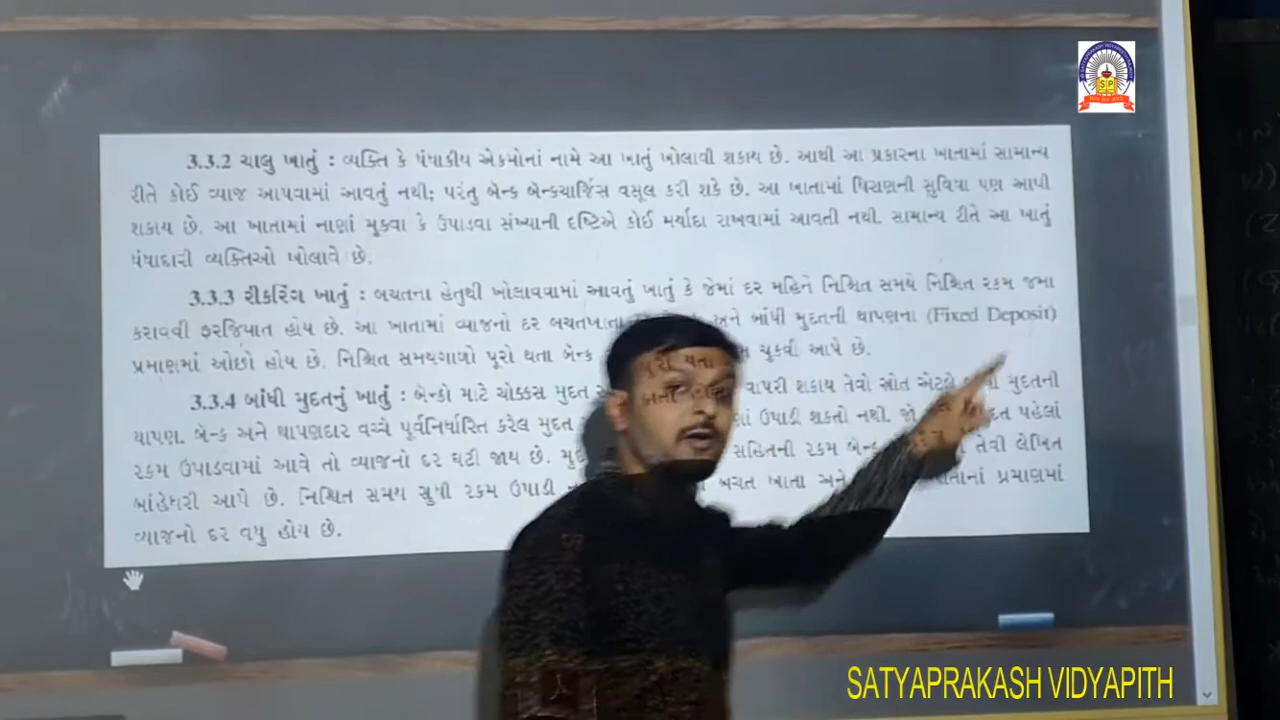 3.3.2 ચાલુ ખાતું : વ્યક્તિ કે ધંધાકીય એકમોનાં નામે આ ખાતું ખોલાવી શકાય છે. આથી આ પ્રકારના ખાતામાં સામાન્ય
રીતે કોઈ વ્યાજ આપવામાં આવતું નથી; પરંતુ બૅન્ક બૅન્કચાર્જિસ વસૂલ કરી શકે છે. આ ખાતામાં ધિરાણની સુવિધા પણ આપી
શકાય છે. આ ખાતામાં નાણાં મૂકવા કે ઉપાડવા સંખ્યાની દૃષ્ટિએ કોઈ મર્યાદા રાખવામાં આવતી નથી. સામાન્ય રીતે આ ખાતું
ધંધાદારી વ્યક્તિઓ ખોલાવે છે.
3.3.3 રીકરિંગ ખાતું : બચતના હેતુથી ખોલાવવામાં આવતું ખાતું કે જેમાં દર મહિને નિશ્ચિત સમયે નિશ્ચિત રકમ જમા
કરાવવી ફરજિયાત હોય છે. આ ખાતામાં વ્યાજનો દર બચતખાતા અને બાંધી મુદતની થાપણના (Fixed Deposit)
પ્રમાણમાં ઓછો હોય છે. નિશ્ચિત સમયગાળો પૂરો થતા બૅન્ક ચૂકવી આપે છે.
3.3.4 બાંધી મુદતનું ખાતું : બૅન્કો માટે ચોક્કસ મુદત વાપરી શકાય તેવો સ્રોત એટલે મુદતની
થાપણ. બૅન્ક અને થાપણદાર વચ્ચે પૂર્વનિર્ધારિત કરેલ મુદત ઉપાડી શકતો નથી. જો પહેલાં
રકમ ઉપાડવામાં આવે તો વ્યાજનો દર ઘટી જાય છે. સહિતની રકમ તેવી લેખિત
બાંહેધરી આપે છે. નિશ્ચિત સમય સુધી રકમ ઉપાડી બચત ખાતા અને પ્રમાણમાં
વ્યાજનો દર વધુ હોય છે.
SATYAPRAKASH VIDYAPITH